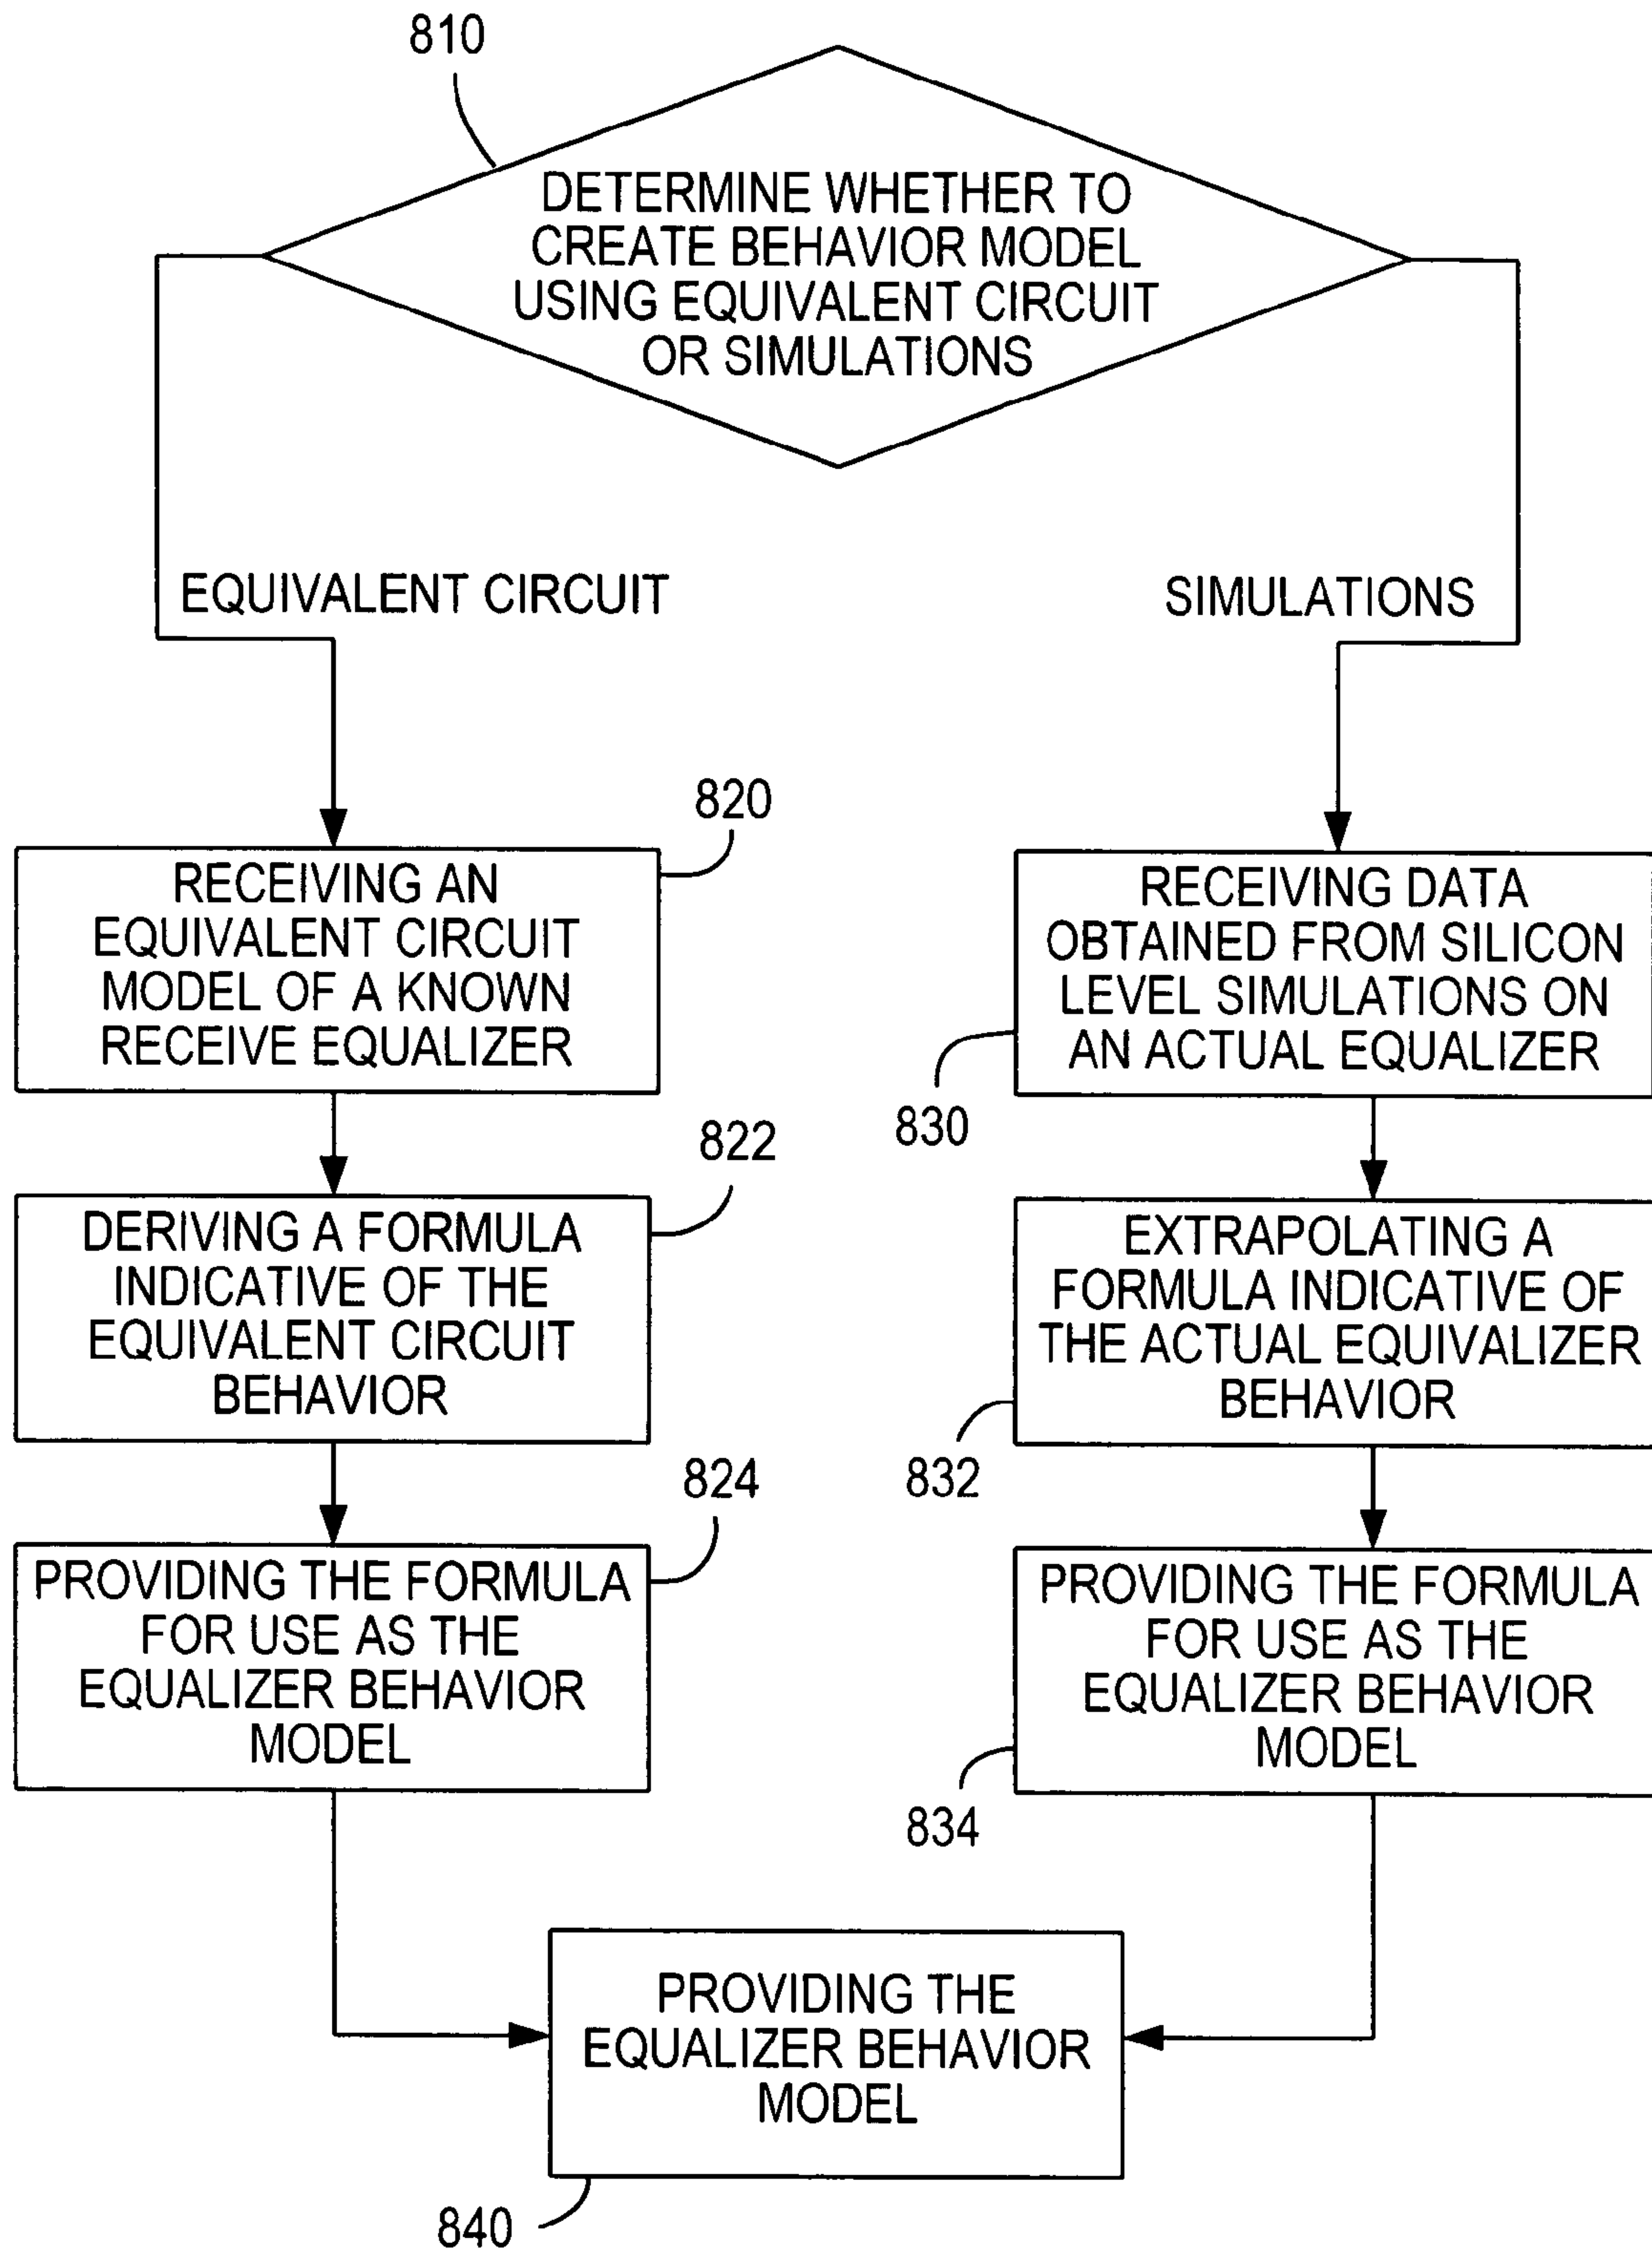 810
DETERMINE WHETHER TO
CREATE BEHAVIOR MODEL
USING EQUIVALENT CIRCUIT
OR SIMULATIONS
EQUIVALENT CIRCUIT
SIMULATIONS
820
RECEIVING AN
EQUIVALENT CIRCUIT
MODEL OF A KNOWN
RECEIVE EQUALIZER
822
DERIVING A FORMULA
INDICATIVE OF THE
EQUIVALENT CIRCUIT
BEHAVIOR
824
PROVIDING THE FORMULA
FOR USE AS THE
EQUALIZER BEHAVIOR
MODEL
RECEIVING DATA
OBTAINED FROM SILICON
LEVEL SIMULATIONS ON
AN ACTUAL EQUALIZER
830
EXTRAPOLATING A
FORMULA INDICATIVE OF
THE ACTUAL EQUIVALIZER
BEHAVIOR
832
PROVIDING THE FORMULA
FOR USE AS THE
EQUALIZER BEHAVIOR
MODEL
834
PROVIDING THE
EQUALIZER BEHAVIOR
MODEL
840